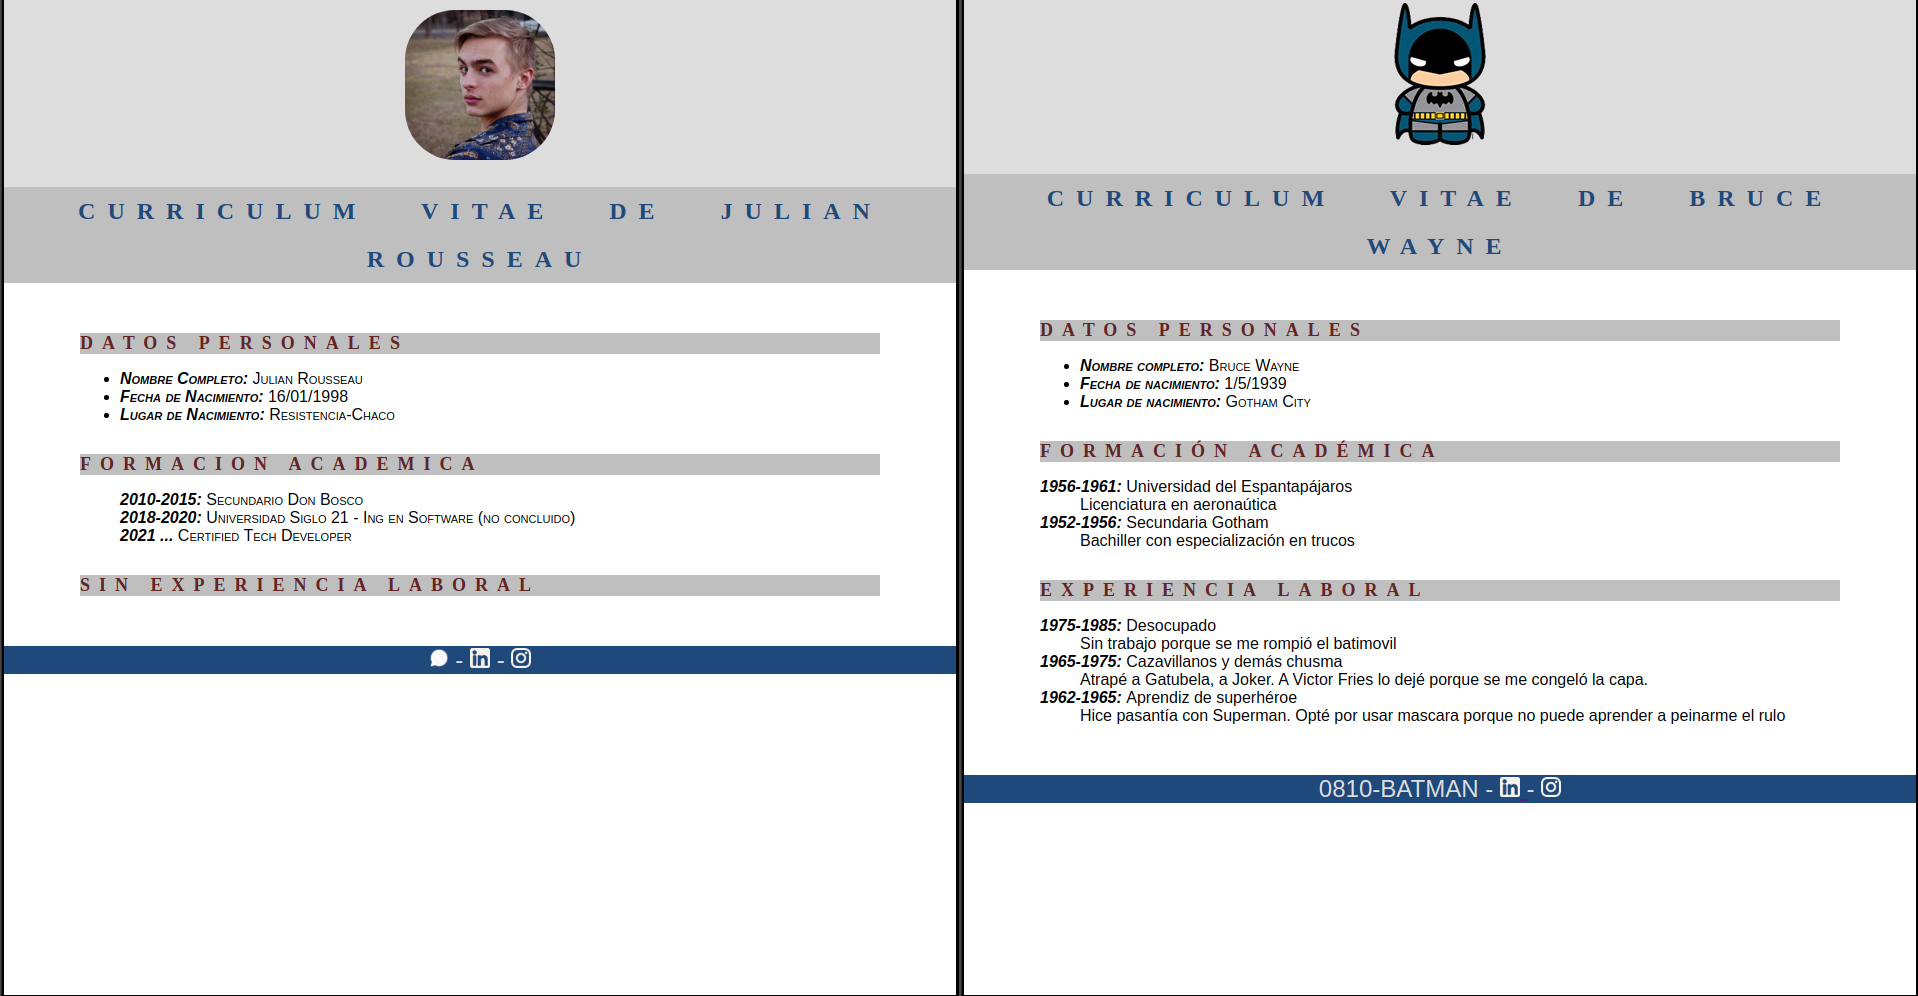 CURRICULUM VITAE DE JULIAN
ROUSSEAU
DATOS PERSONALES
Nombre Completo: Julian Rousseau
Fecha de Nacimiento: 16/01/1998
Lugar de Nacimiento: Resistencia-Chaco
FORMACION ACADEMICA
2010-2015: Secundario Don Bosco
2018-2020: Universidad Siglo 21 - Ing en Software (no concluido)
2021 ... Certified Tech Developer
SIN EXPERIENCIA LABORAL
- in -
CURRICULUM VITAE DE BRUCE
WAYNE
DATOS PERSONALES
Nombre completo: Bruce Wayne
Fecha de nacimiento: 1/5/1939
Lugar de nacimiento: Gotham City
FORMACIÓN ACADÉMICA
1956-1961: Universidad del Espantapájaros
Licenciatura en aeronaútica
1952-1956: Secundaria Gotham
Bachiller con especialización en trucos
EXPERIENCIA LABORAL
1975-1985: Desocupado
Sin trabajo porque se me rompió el batimovil
1965-1975: Cazavillanos y demás chusma
Atrapé a Gatubela, a Joker. A Victor Fries lo dejé porque se me congeló la capa.
1962-1965: Aprendiz de superhéroe
Hice pasantía con Superman. Opté por usar mascara porque no puede aprender a peinarme el rulo
0810-BATMAN - in -